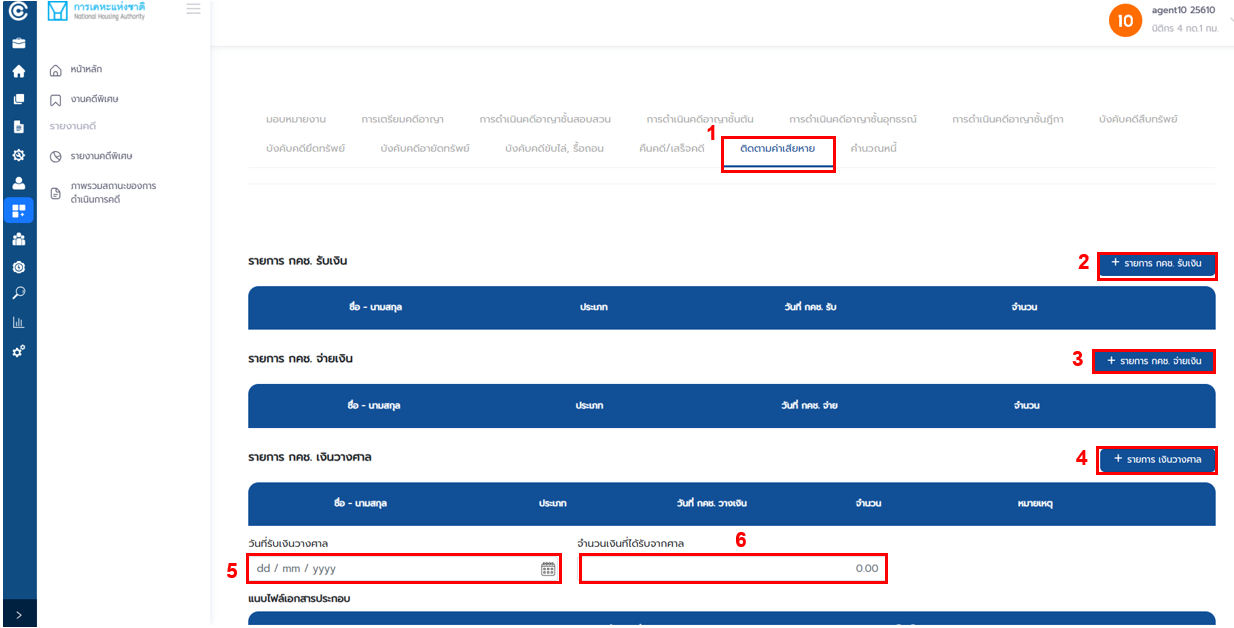 การเคหะแห่งชาติ
National Housing Authority
agent10 25610
10
นิติกร 4 กด.1 กม.
หน้าหลัก
งานคดีพิเศษ
รายงานคดี
รายงานคดีพิเศษ
ภาพรวมสถานะของการ
ดำเนินการคดี
มอบหมายงาน การเตรียมคดีอาญา การดำเนินคดีอาญาชั้นสอบสวน การดำเนินคดีอาญาชั้นต้น การดำเนินคดีอาญาชั้นอุทธรณ์ การดำเนินคดีอาญาชั้นฎีกา บังคับคดีสืบทรัพย์
1
บังคับคดียึดทรัพย์ บังคับคดีอายัดทรัพย์ บังคับคดีขับไล่, รื้อถอน คืนคดี/เสร็จคดี ติดตามค่าเสียหาย คำนวณหนี้
รายการ กคช. รับเงิน 2 + รายการ กคช. รับเงิน
ชื่อ - นามสกุล ประเภท วันที่ กคช. รับ จำนวน
รายการ กคช. จ่ายเงิน 3 + รายการ กคช. จ่ายเงิน
ชื่อ - นามสกุล ประเภท วันที่ กคช. จ่าย จำนวน
รายการ กคช. เงินวางศาล 4 + รายการ เงินวางศาล
ชื่อ - นามสกุล ประเภท วันที่ กคช. วางเงิน จำนวน หมายเหตุ
วันที่รับเงินวางศาล จำนวนเงินที่ได้รับจากศาล 6
5 dd / mm / yyyy 0.00
แนบไฟล์เอกสารประกอบ